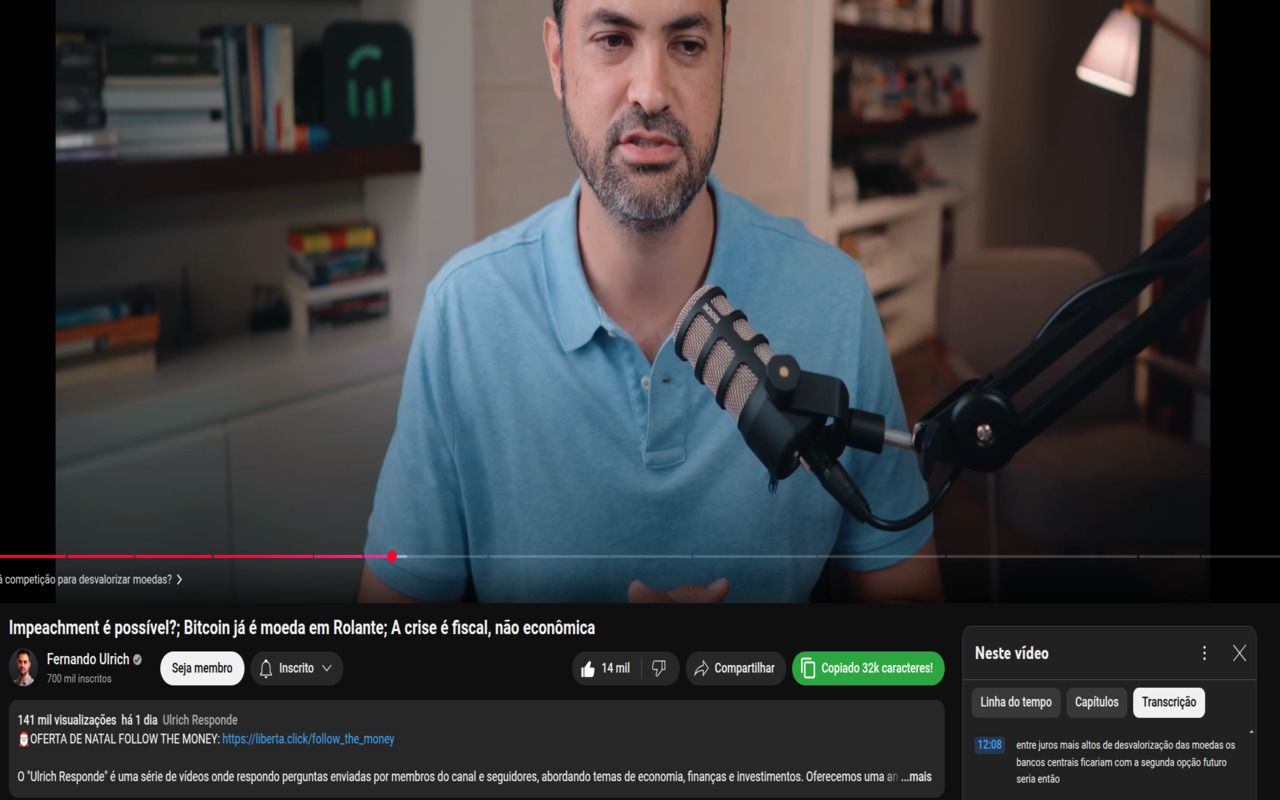 RØDE
á competição para desvalorizar moedas?
Impeachment é possível?; Bitcoin já é moeda em Rolante; A crise é fiscal, não econômica
Fernando Ulrich
700 mil inscritos
Seja membro
Inscrito
14 mil
Compartilhar
Copiado 32k caracteres!
141 mil visualizações há 1 dia Ulrich Responde
OFERTA DE NATAL FOLLOW THE MONEY: https://liberta.click/follow_the_money
O "Ulrich Responde" é uma série de vídeos onde respondo perguntas enviadas por membros do canal e seguidores, abordando temas de economia, finanças e investimentos. Oferecemos uma an ...mais
Neste vídeo
Linha do tempo
Capítulos
Transcrição
12:08
entre juros mais altos de desvalorização das moedas os
bancos centrais ficariam com a segunda opção futuro
seria então